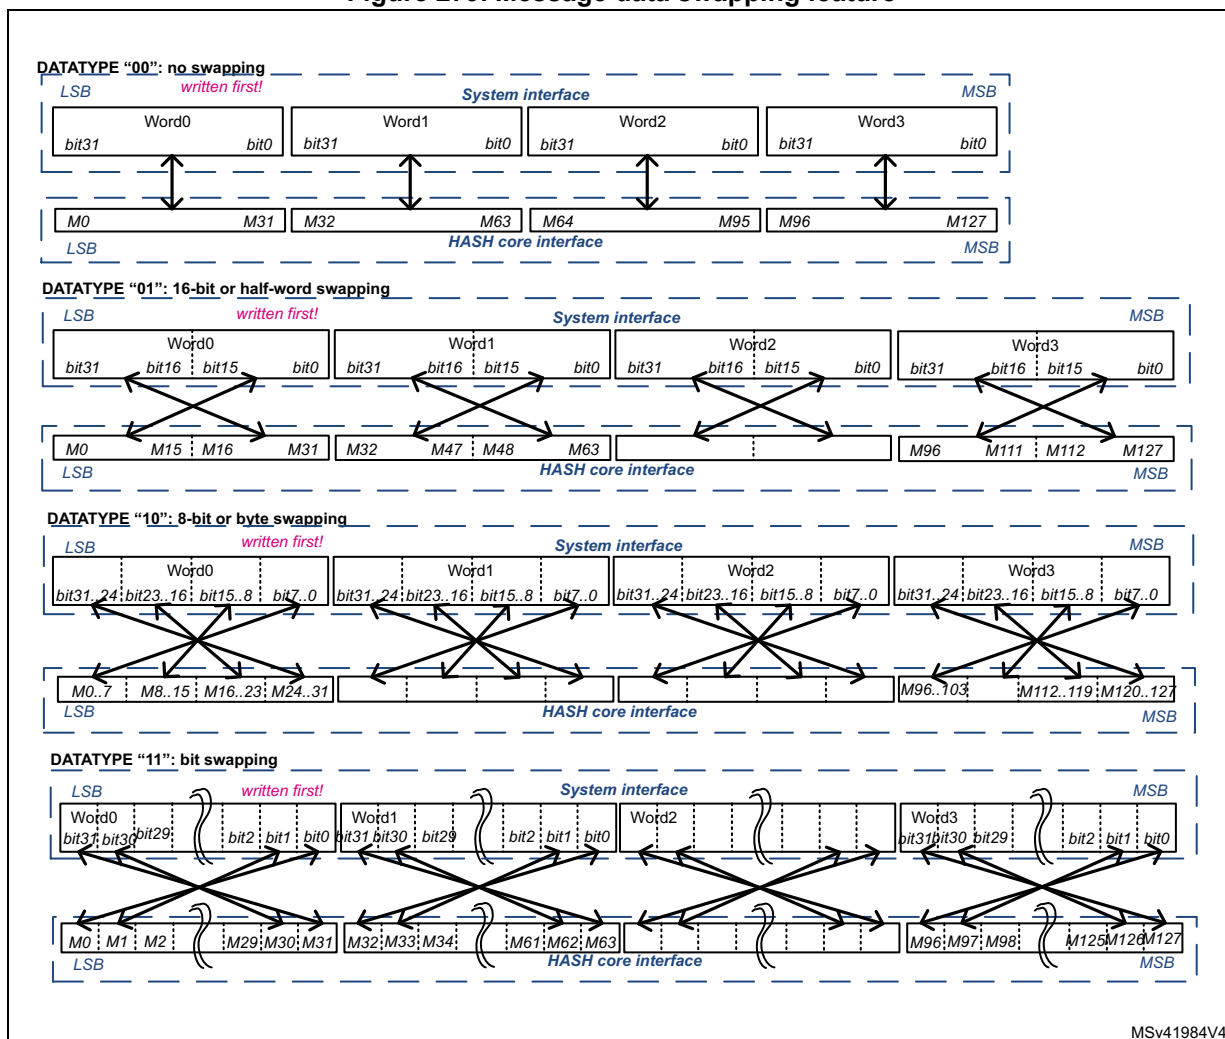 DATATYPE “00”: no swapping
LSB written first! System interface MSB
Word0 Word1 Word2 Word3
bit31 bit0 bit31 bit0 bit31 bit0 bit31 bit0
M0 M31 M32 M63 M64 M95 M96 M127
LSB HASH core interface MSB
DATATYPE “01”: 16-bit or half-word swapping
LSB written first! System interface MSB
Word0 Word1 Word2 Word3
bit31 bit16 bit15 bit0 bit31 bit16 bit15 bit0 bit31 bit16 bit15 bit0 bit31 bit16 bit15 bit0
M0 M15 M16 M31 M32 M47 M48 M63 M96 M111 M112 M127
LSB HASH core interface MSB
DATATYPE “10”: 8-bit or byte swapping
LSB written first! System interface MSB
Word0 Word1 Word2 Word3
bit31..24 bit23..16 bit15..8 bit7..0 bit31..24 bit23..16 bit15..8 bit7..0 bit31..24 bit23..16 bit15..8 bit7..0 bit31..24 bit23..16 bit15..8 bit7..0
M0..7 M8..15 M16..23 M24..31 M96..103 M112..119 M120..127
LSB HASH core interface MSB
DATATYPE “11”: bit swapping
LSB written first! System interface MSB
Word0 Word1 Word2 Word3
bit31 bit30 bit29 bit2 bit1 bit0 bit31 bit30 bit29 bit2 bit1 bit0 bit31 bit30 bit29 bit2 bit1 bit0
M0 M1 M2 M29 M30 M31 M32 M33 M34 M61 M62 M63 M96 M97 M98 M125 M126 M127
LSB HASH core interface MSB
MSv41984V4